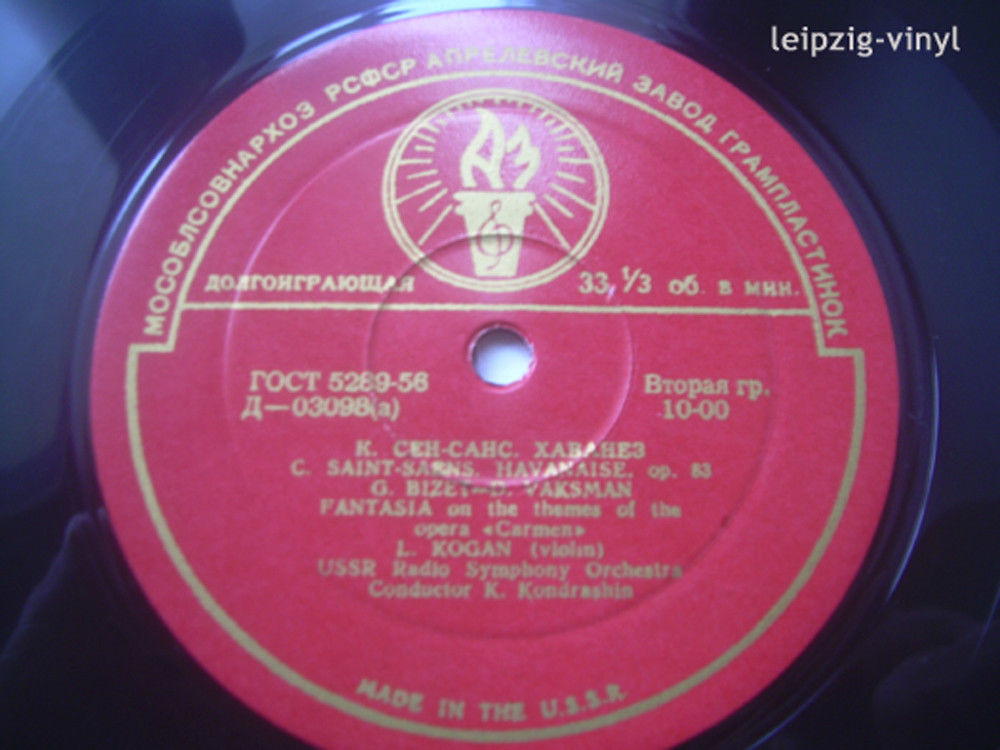 leipzig-vinyl
МОСОБЛСОВНАРХОЗ РСФСР АПРЕЛЕВСКИЙ ЗАВОД ГРАМПЛАСТИНОК
АЗ
ДОЛГОИГРАЮЩАЯ 33 1/3 об. в мин.
ГОСТ 5289-56 Вторая гр.
Д—03098(а) 10-00
К. СЕН-САНС. ХАВАНЕЗ
C. SAINT-SAENS. HAVANAISE, op. 83
G. BIZET—D. VAKSMAN
FANTASIA on the themes of the
opera «Carmen»
L. KOGAN (violin)
USSR Radio Symphony Orchestra
Conductor K. Kondrashin
MADE IN THE U.S.S.R.